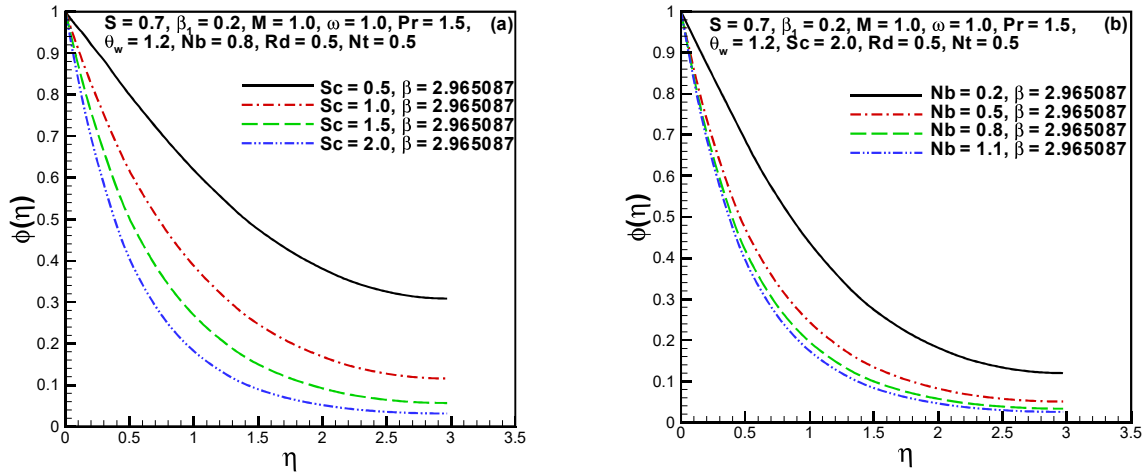 S = 0.7, β₁ = 0.2, M = 1.0, ω = 1.0, Pr = 1.5, (a)
θw = 1.2, Nb = 0.8, Rd = 0.5, Nt = 0.5
Sc = 0.5, β = 2.965087
Sc = 1.0, β = 2.965087
Sc = 1.5, β = 2.965087
Sc = 2.0, β = 2.965087
1
0.9
0.8
0.7
0.6
0.5
0.4
0.3
0.2
0.1
0
ϕ(η)
0 0.5 1 1.5 2 2.5 3 3.5
η
S = 0.7, β₁ = 0.2, M = 1.0, ω = 1.0, Pr = 1.5, (b)
θw = 1.2, Sc = 2.0, Rd = 0.5, Nt = 0.5
Nb = 0.2, β = 2.965087
Nb = 0.5, β = 2.965087
Nb = 0.8, β = 2.965087
Nb = 1.1, β = 2.965087
1
0.9
0.8
0.7
0.6
0.5
0.4
0.3
0.2
0.1
0
ϕ(η)
0 0.5 1 1.5 2 2.5 3 3.5
η